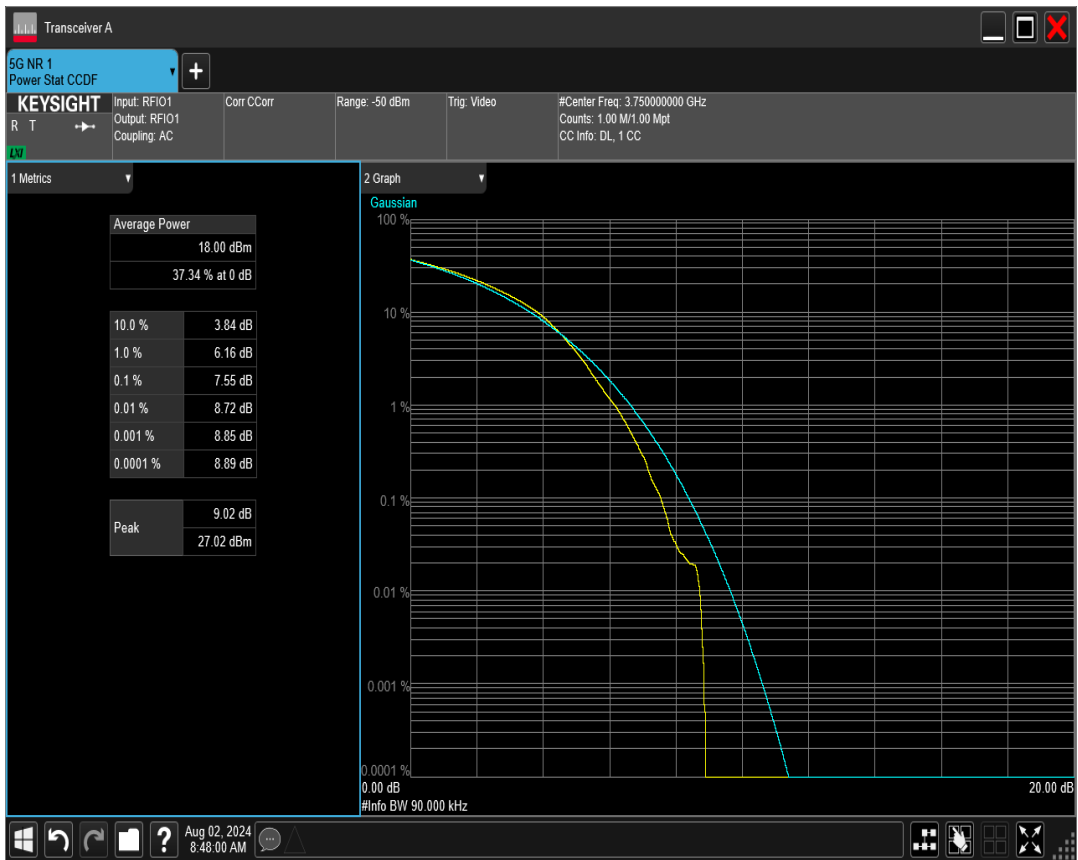 Transceiver A
5G NR 1
Power Stat CCDF
KEYSIGHT
R T
LXI
Input: RFIO1
Output: RFIO1
Coupling: AC
Corr CCorr
Range: -50 dBm
Trig: Video
#Center Freq: 3.750000000 GHz
Counts: 1.00 M/1.00 Mpt
CC Info: DL, 1 CC
1 Metrics
Average Power
18.00 dBm
37.34 % at 0 dB
10.0 % 3.84 dB
1.0 % 6.16 dB
0.1 % 7.55 dB
0.01 % 8.72 dB
0.001 % 8.85 dB
0.0001 % 8.89 dB
Peak
9.02 dB
27.02 dBm
2 Graph
Gaussian
100 %
10 %
1 %
0.1 %
0.01 %
0.001 %
0.0001 %
0.00 dB 20.00 dB
#Info BW 90.000 kHz
?
Aug 02, 2024
8:48:00 AM